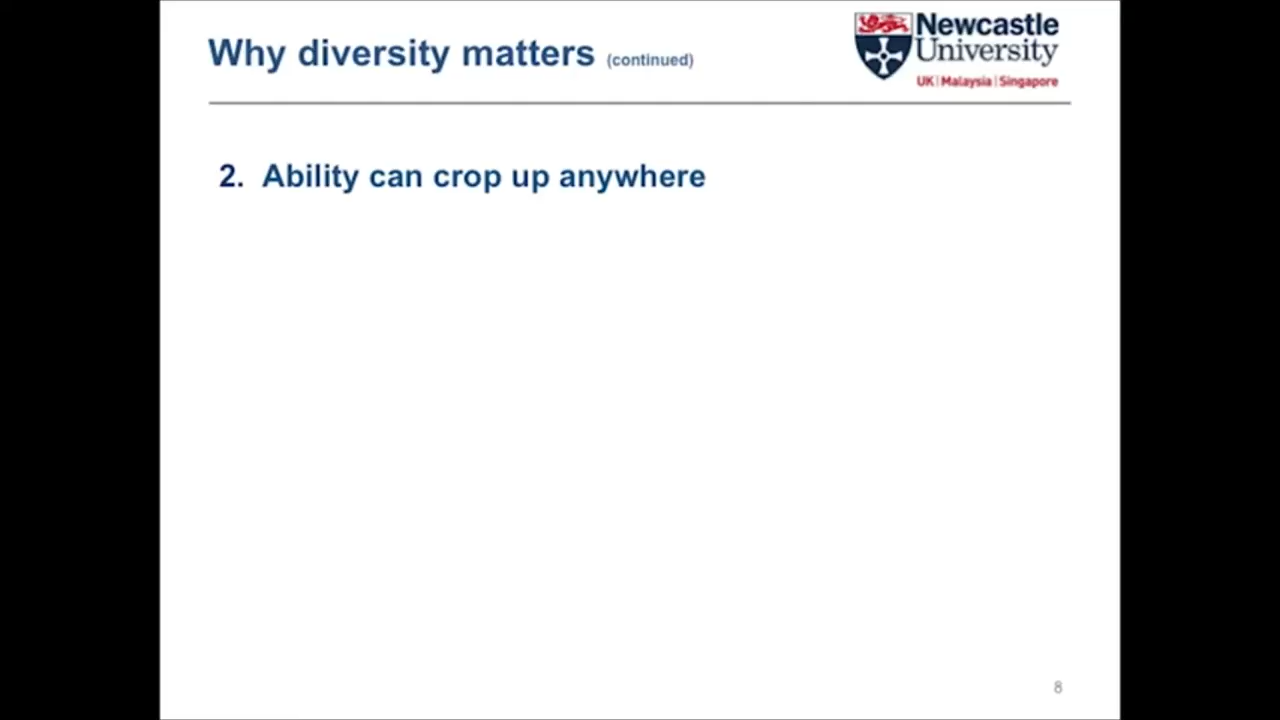 Why diversity matters (continued)
Newcastle
University
UK | Malaysia | Singapore
2. Ability can crop up anywhere
8